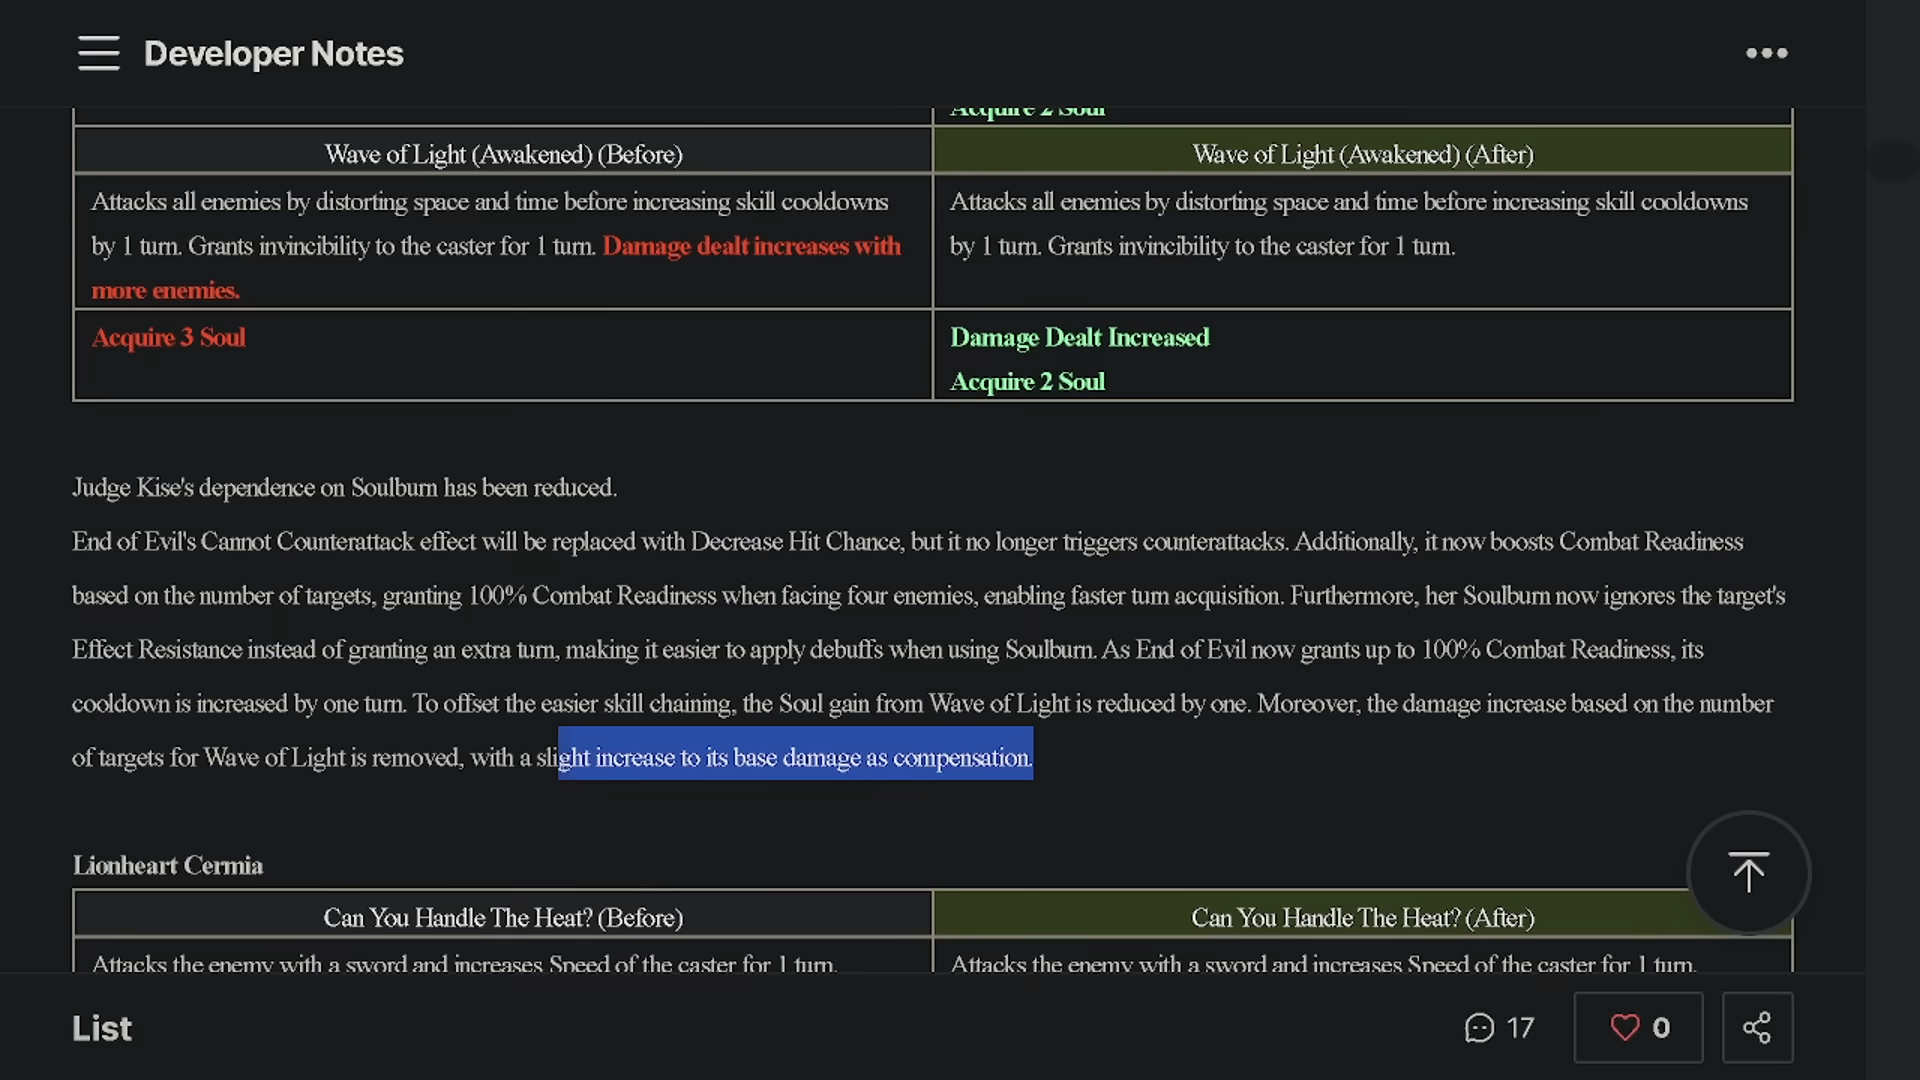 Developer Notes
Acquire 2 Soul
Wave of Light (Awakened) (Before)
Wave of Light (Awakened) (After)
Attacks all enemies by distorting space and time before increasing skill cooldowns
by 1 turn. Grants invincibility to the caster for 1 turn. Damage dealt increases with
more enemies.
Attacks all enemies by distorting space and time before increasing skill cooldowns
by 1 turn. Grants invincibility to the caster for 1 turn.
Acquire 3 Soul
Damage Dealt Increased
Acquire 2 Soul
Judge Kise's dependence on Soulburn has been reduced.
End of Evil's Cannot Counterattack effect will be replaced with Decrease Hit Chance, but it no longer triggers counterattacks. Additionally, it now boosts Combat Readiness
based on the number of targets, granting 100% Combat Readiness when facing four enemies, enabling faster turn acquisition. Furthermore, her Soulburn now ignores the target's
Effect Resistance instead of granting an extra turn, making it easier to apply debuffs when using Soulburn. As End of Evil now grants up to 100% Combat Readiness, its
cooldown is increased by one turn. To offset the easier skill chaining, the Soul gain from Wave of Light is reduced by one. Moreover, the damage increase based on the number
of targets for Wave of Light is removed, with a slight increase to its base damage as compensation.
Lionheart Cermia
Can You Handle The Heat? (Before)
Can You Handle The Heat? (After)
Attacks the enemy with a sword and increases Speed of the caster for 1 turn.
Attacks the enemy with a sword and increases Speed of the caster for 1 turn.
List
17
0